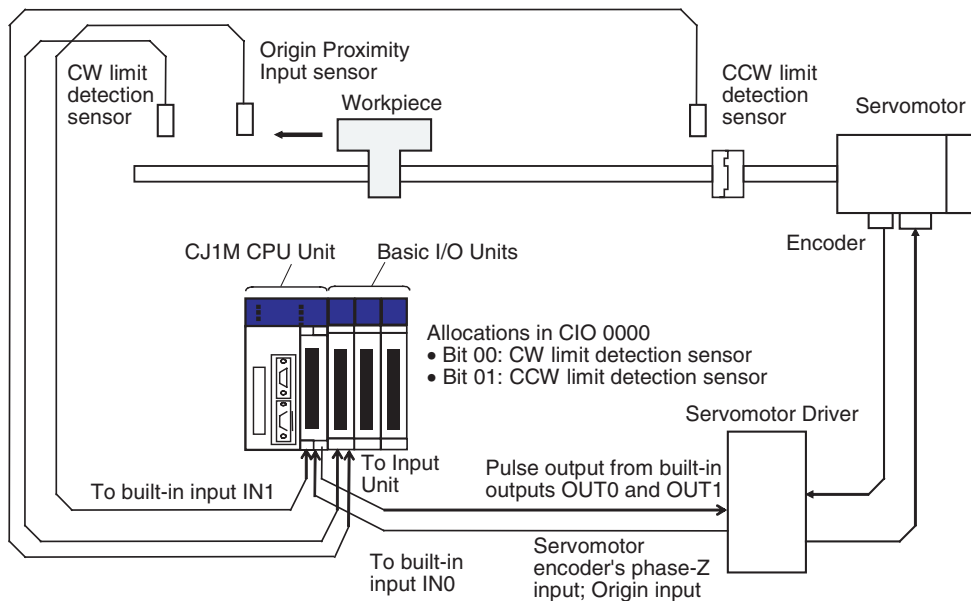 CW limit
detection
sensor
Origin Proximity
Input sensor
Workpiece
CCW limit
detection
sensor
Servomotor
Encoder
CJ1M CPU Unit
Basic I/O Units
Allocations in CIO 0000
• Bit 00: CW limit detection sensor
• Bit 01: CCW limit detection sensor
Servomotor Driver
To Input
Unit
To built-in input IN1
Pulse output from built-in
outputs OUT0 and OUT1
To built-in
input IN0
Servomotor
encoder's phase-Z
input; Origin input